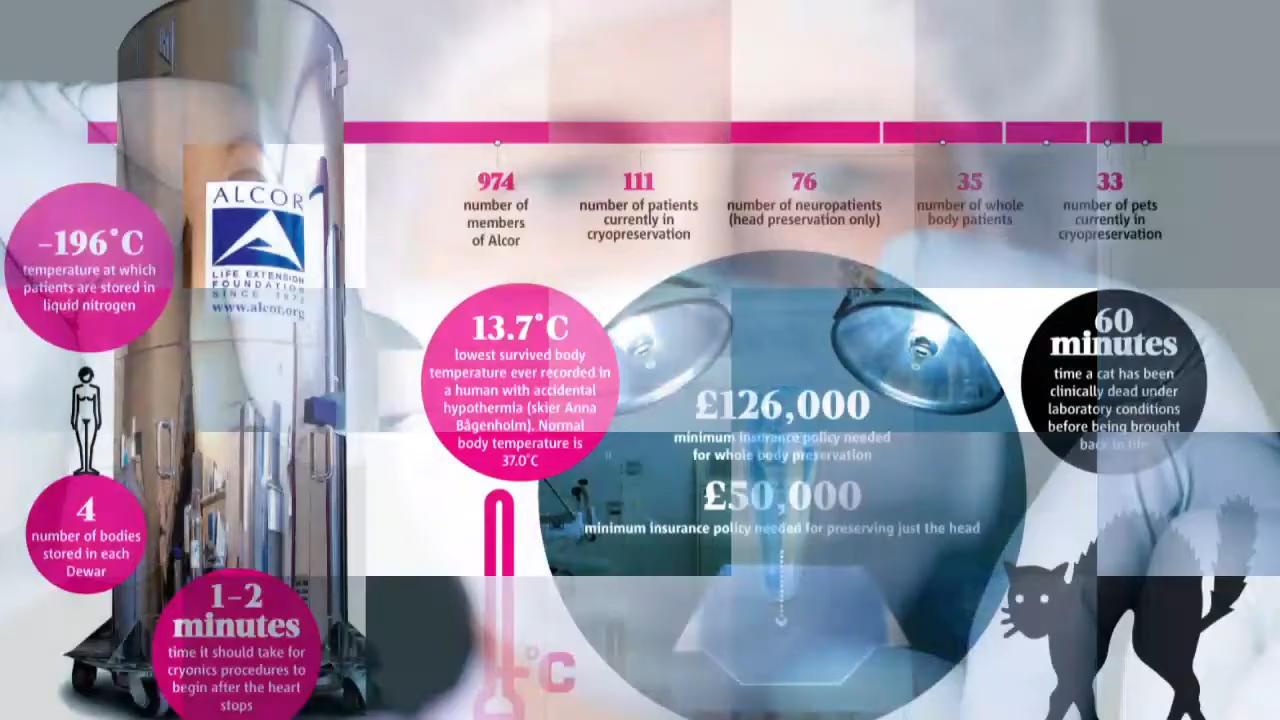 974
number of
members
of Alcor
111
number of patients
currently in
cryopreservation
76
number of neuropatients
(head preservation only)
35
number of whole
body patients
33
number of pets
currently in
cryopreservation
ALCOR
LIFE EXTENSION
FOUNDATION
SINCE 1972
www.alcor.org
–196°C
temperature at which
patients are stored in
liquid nitrogen
13.7°C
lowest survived body
temperature ever recorded in
a human with accidental
hypothermia (skier Anna
Bågenholm). Normal
body temperature is
37.0°C
£126,000
minimum insurance policy needed
for whole body preservation
£50,000
minimum insurance policy needed for preserving just the head
60
minutes
time a cat has been
clinically dead under
laboratory conditions
before being brought
back to life
4
number of bodies
stored in each
Dewar
1–2
minutes
time it should take for
cryonics procedures to
begin after the heart
stops
°C